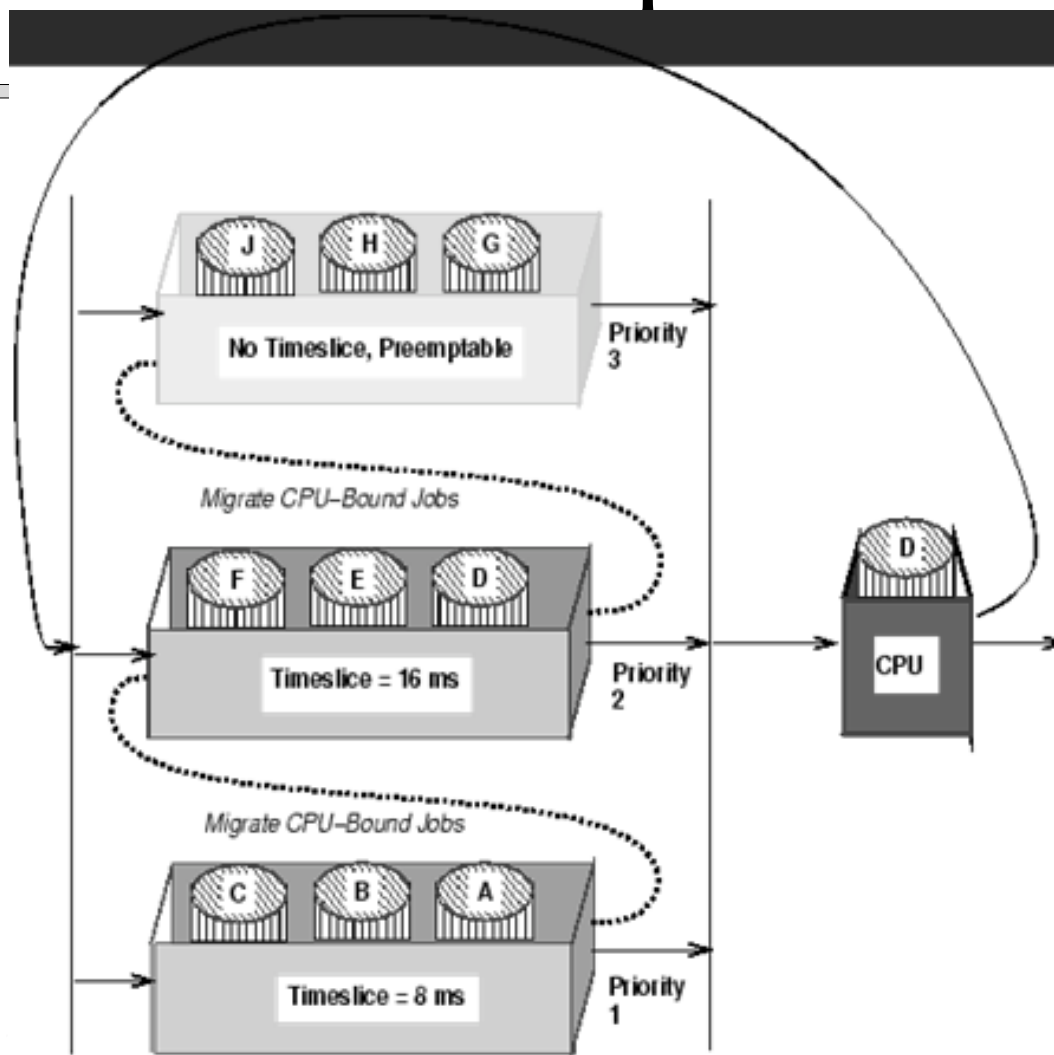 J H G
No Timeslice, Preemptable
Priority
3
Migrate CPU–Bound Jobs
D
F E D
CPU
Timeslice = 16 ms
Priority
2
Migrate CPU–Bound Jobs
C B A
Timeslice = 8 ms
Priority
1